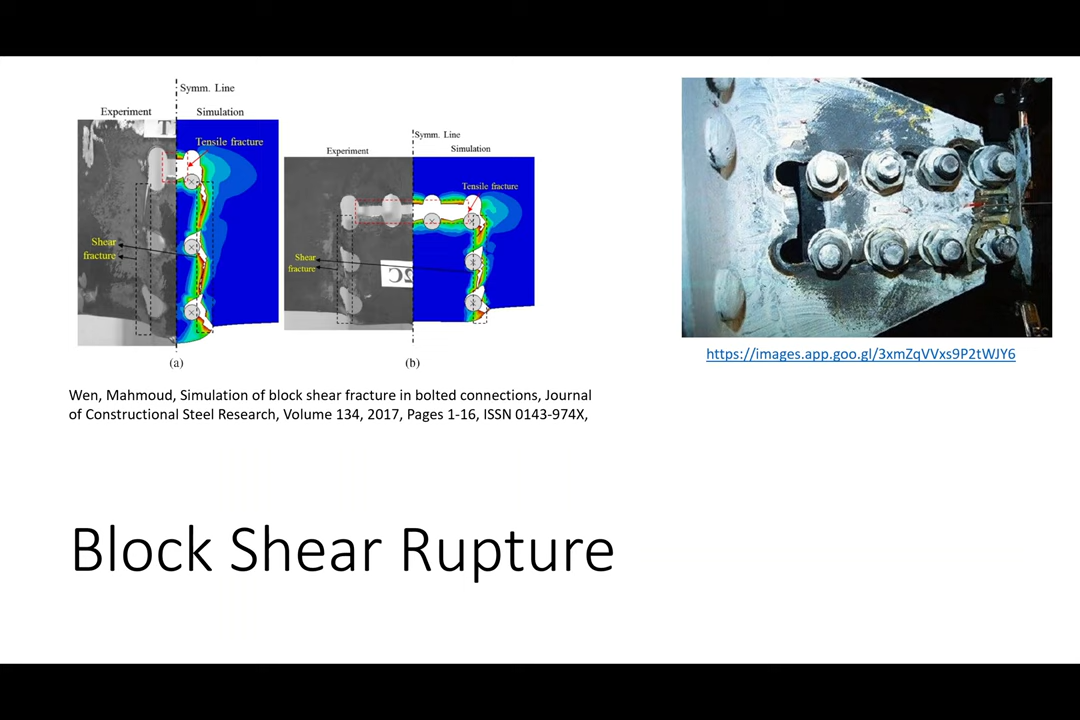 Symm. Line
Experiment
Simulation
T
Tensile fracture
Shear
fracture
(a)
Symm. Line
Experiment
Simulation
Tensile fracture
Shear
fracture
(b)
https://images.app.goo.gl/3xmZqVVxs9P2tWJY6
Wen, Mahmoud, Simulation of block shear fracture in bolted connections, Journal
of Constructional Steel Research, Volume 134, 2017, Pages 1-16, ISSN 0143-974X,
Block Shear Rupture